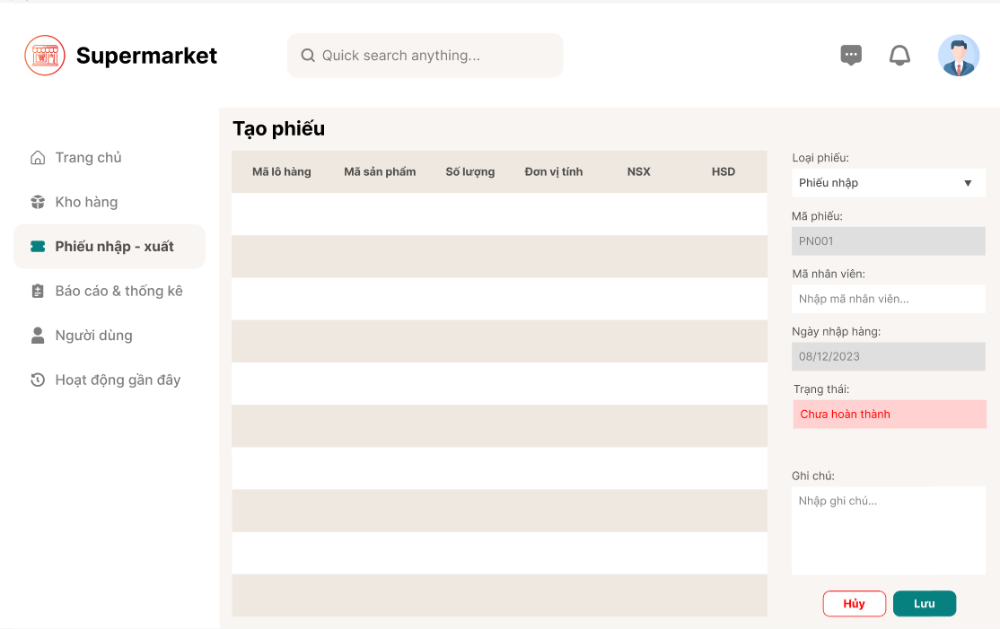 Supermarket
Quick search anything...
Trang chủ
Kho hàng
Phiếu nhập - xuất
Báo cáo & thống kê
Người dùng
Hoạt động gần đây
Tạo phiếu
Mã lô hàng Mã sản phẩm Số lượng Đơn vị tính NSX HSD
Loại phiếu:
Phiếu nhập
Mã phiếu:
PN001
Mã nhân viên:
Nhập mã nhân viên...
Ngày nhập hàng:
08/12/2023
Trạng thái:
Chưa hoàn thành
Ghi chú:
Nhập ghi chú...
Hủy Lưu